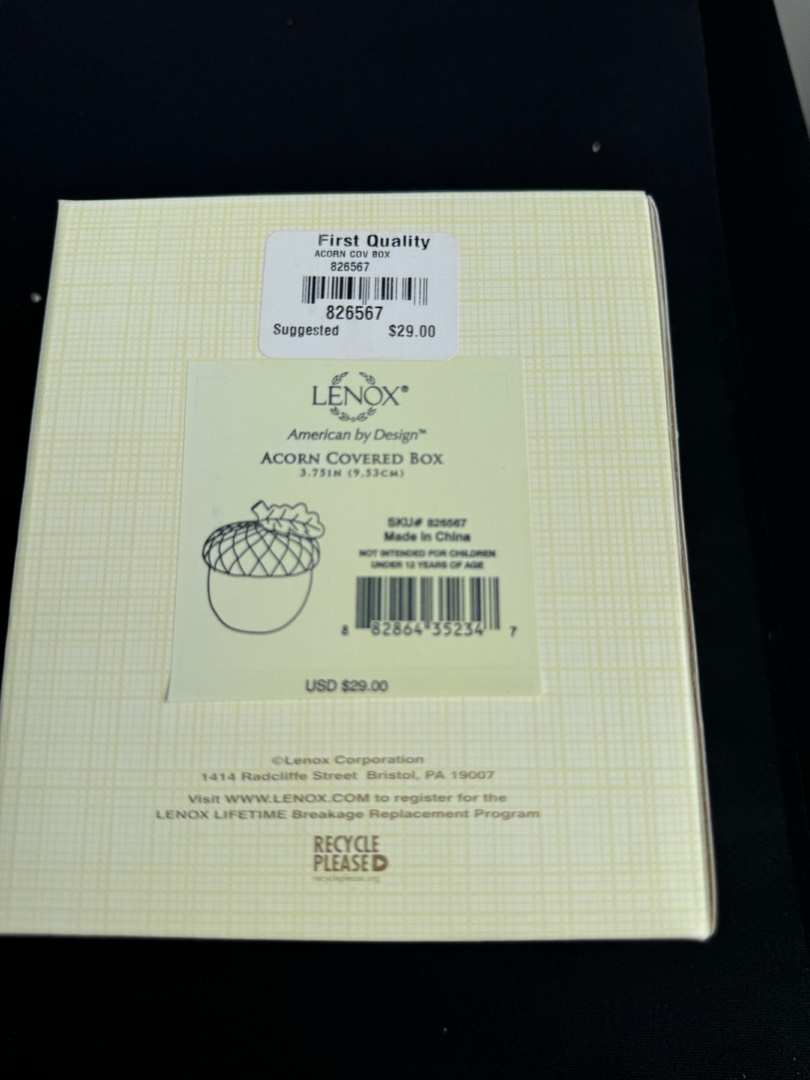 First Quality
ACORN COV BOX
826567
826567
Suggested $29.00
LENOX®
American by Design™
ACORN COVERED BOX
3.75IN (9.53CM)
SKU# 826567
Made in China
NOT INTENDED FOR CHILDREN
UNDER 12 YEARS OF AGE
8 82864 35234 7
USD $29.00
©Lenox Corporation
1414 Radcliffe Street Bristol, PA 19007
Visit WWW.LENOX.COM to register for the
LENOX LIFETIME Breakage Replacement Program
RECYCLE
PLEASED
recycleplease.org